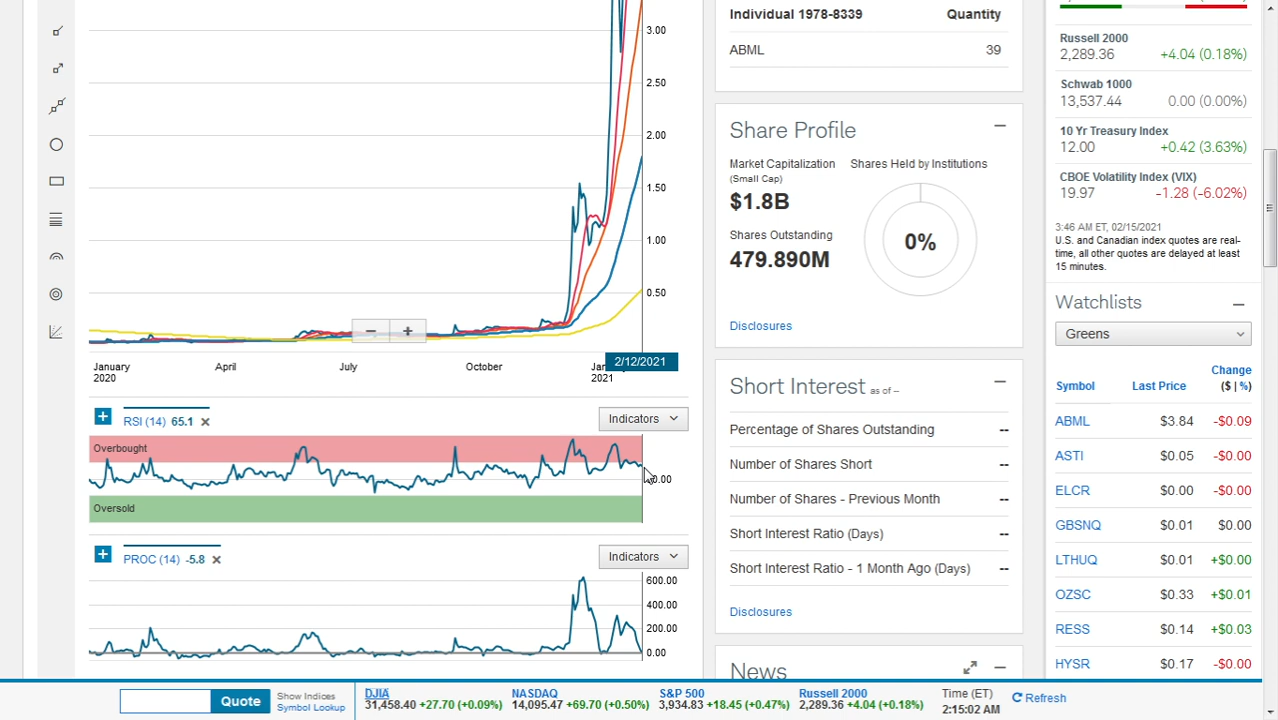 3.00
2.50
2.00
1.50
1.00
0.50
− +
2/12/2021
January
2020
April
July
October
2021
RSI (14) 65.1 ×
Indicators
Overbought
Oversold
PROC (14) -5.8 ×
Indicators
600.00
400.00
200.00
0.00
Individual 1978-8339 Quantity
ABML 39
Share Profile
Market Capitalization
(Small Cap)
$1.8B
Shares Outstanding
479.890M
Shares Held by Institutions
0%
Disclosures
Short Interest as of --
Percentage of Shares Outstanding --
Number of Shares Short --
Number of Shares - Previous Month --
Short Interest Ratio (Days) --
Short Interest Ratio - 1 Month Ago (Days) --
Disclosures
News
Russell 2000
2,289.36 +4.04 (0.18%)
Schwab 1000
13,537.44 0.00 (0.00%)
10 Yr Treasury Index
12.00 +0.42 (3.63%)
CBOE Volatility Index (VIX)
19.97 -1.28 (-6.02%)
3:46 AM ET, 02/15/2021
U.S. and Canadian index quotes are real-
time, all other quotes are delayed at least
15 minutes.
Watchlists
Greens
Symbol Last Price Change
($ | %)
ABML $3.84 -$0.09
ASTI $0.05 -$0.00
ELCR $0.00 -$0.00
GBSNQ $0.01 $0.00
LTHUQ $0.01 +$0.00
OZSC $0.33 +$0.01
RESS $0.14 +$0.03
HYSR $0.17 -$0.00
Quote
Show Indices
Symbol Lookup
DJIA
31,458.40 +27.70 (+0.09%)
NASDAQ
14,095.47 +69.70 (+0.50%)
S&P 500
3,934.83 +18.45 (+0.47%)
Russell 2000
2,289.36 +4.04 (+0.18%)
Time (ET)
2:15:02 AM
Refresh